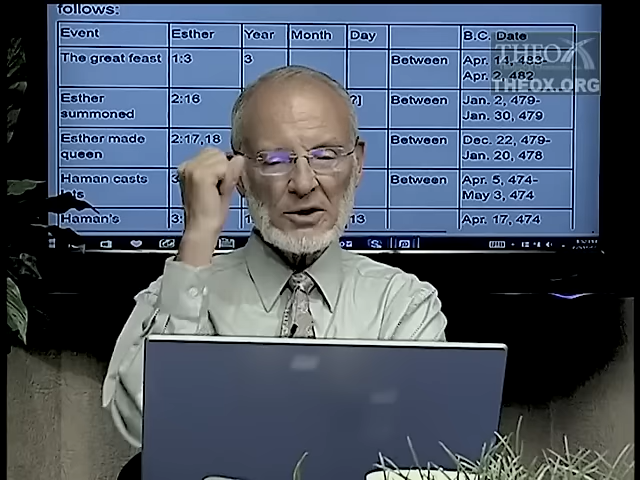 follows:
Event Esther Year Month Day B.C. Date
The great feast 1:3 3 Between Apr. 14, 483-
Apr. 2, 482
Esther summoned 2:16 ?] Between Jan. 2, 479-
Jan. 30, 479
Esther made queen 2:17,18 Between Dec. 22, 479-
Jan. 20, 478
Haman casts 3 Between Apr. 5, 474-
May 3, 474
Haman's 3: 13 Apr. 17, 474
THEOX
THEOX.ORG